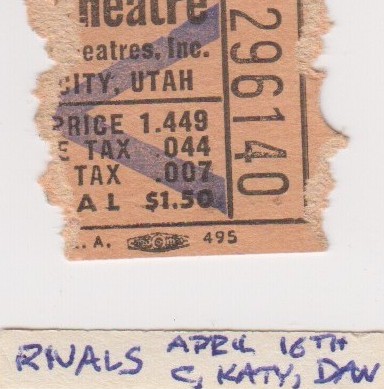 Theatre
eatres, Inc.
CITY, UTAH
PRICE 1.449
E TAX .044
TAX .007
AL $1.50
.A. 495
296140
RIVALS APRIL 16TH
C, KATY, DAW